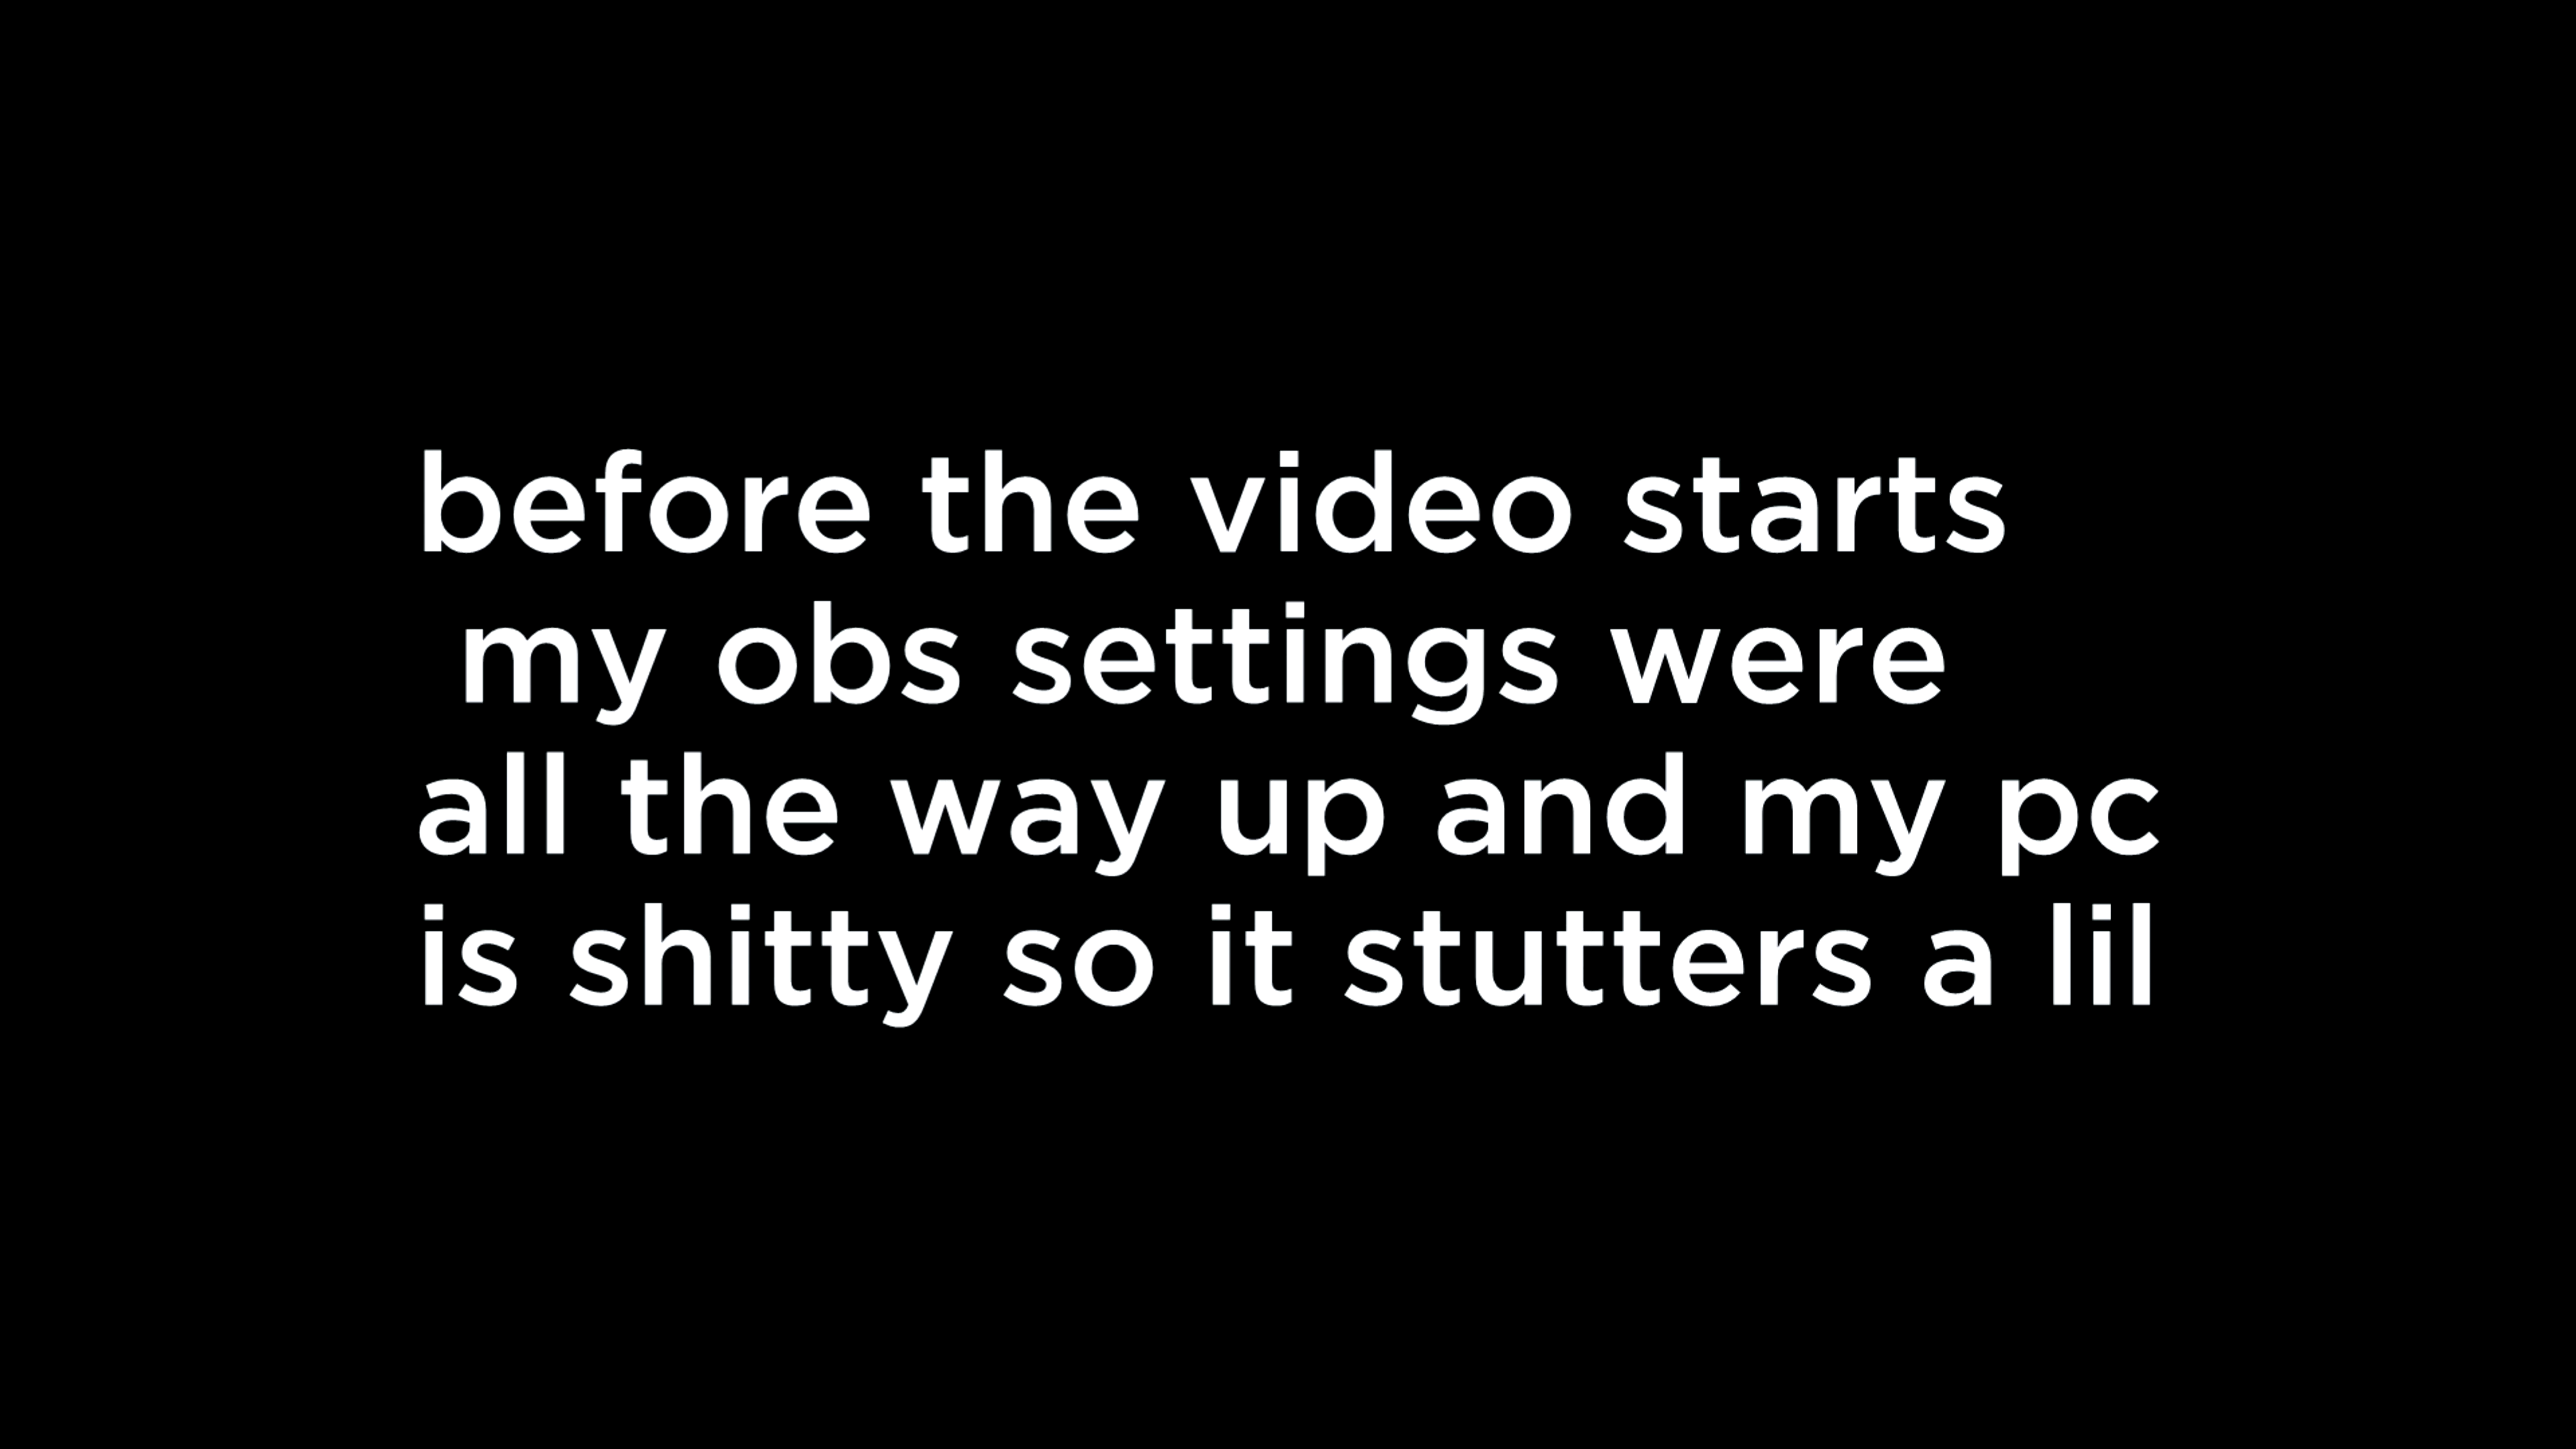 before the video starts
my obs settings were
all the way up and my pc
is shitty so it stutters a lil